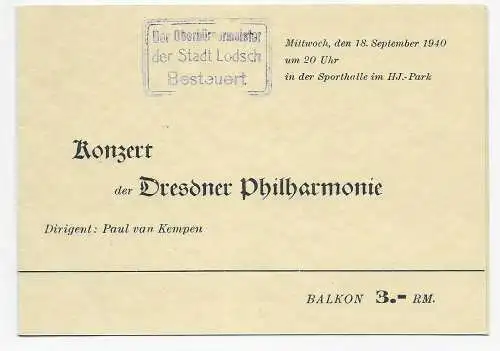 Der Oberbürgermeister
der Stadt Lodsch
Besteuert
Mittwoch, den 18. September 1940
um 20 Uhr
in der Sporthalle im HJ.-Park
Konzert
der Dresdner Philharmonie
Dirigent: Paul van Kempen
BALKON 3.- RM.